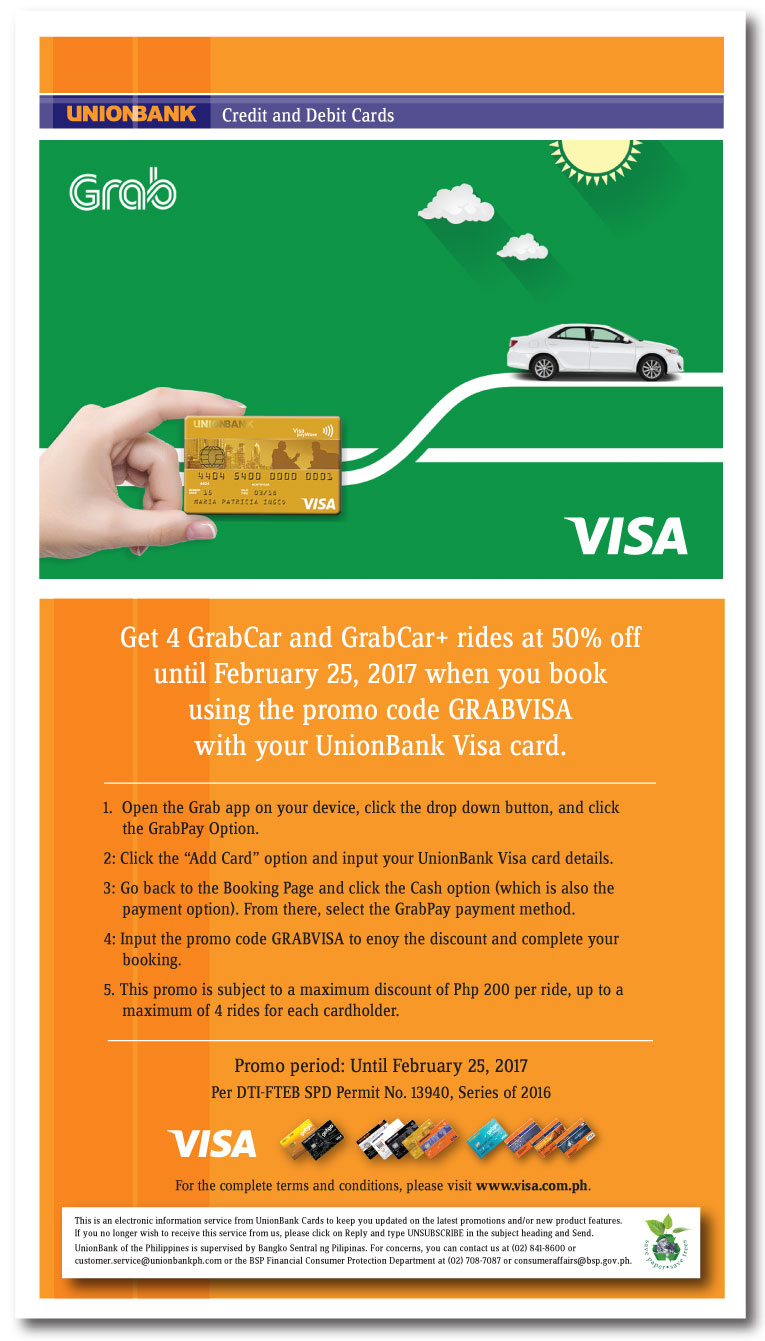 UNIONBANK Credit and Debit Cards
Grab
UNIONBANK
Visa
payWave
4404 5400 0000 0001
15 03/18
MARIA PATRICIA INGCO
VISA
VISA
Get 4 GrabCar and GrabCar+ rides at 50% off
until February 25, 2017 when you book
using the promo code GRABVISA
with your UnionBank Visa card.
1. Open the Grab app on your device, click the drop down button, and click
the GrabPay Option.
2: Click the “Add Card” option and input your UnionBank Visa card details.
3: Go back to the Booking Page and click the Cash option (which is also the
payment option). From there, select the GrabPay payment method.
4: Input the promo code GRABVISA to enoy the discount and complete your
booking.
5. This promo is subject to a maximum discount of Php 200 per ride, up to a
maximum of 4 rides for each cardholder.
Promo period: Until February 25, 2017
Per DTI-FTEB SPD Permit No. 13940, Series of 2016
VISA
For the complete terms and conditions, please visit www.visa.com.ph.
This is an electronic information service from UnionBank Cards to keep you updated on the latest promotions and/or new product features.
If you no longer wish to receive this service from us, please click on Reply and type UNSUBSCRIBE in the subject heading and Send.
UnionBank of the Philippines is supervised by Bangko Sentral ng Pilipinas. For concerns, you can contact us at (02) 841-8600 or
customer.service@unionbankph.com or the BSP Financial Consumer Protection Department at (02) 708-7087 or consumeraffairs@bsp.gov.ph.
save paper • save trees